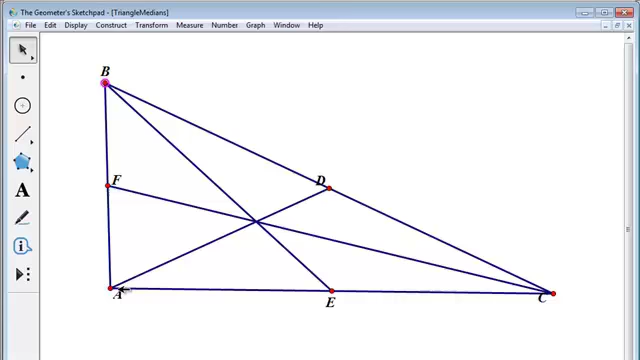 The Geometer's Sketchpad - [TriangleMedians]
File Edit Display Construct Transform Measure Number Graph Window Help
B
F
D
A
E
C
A